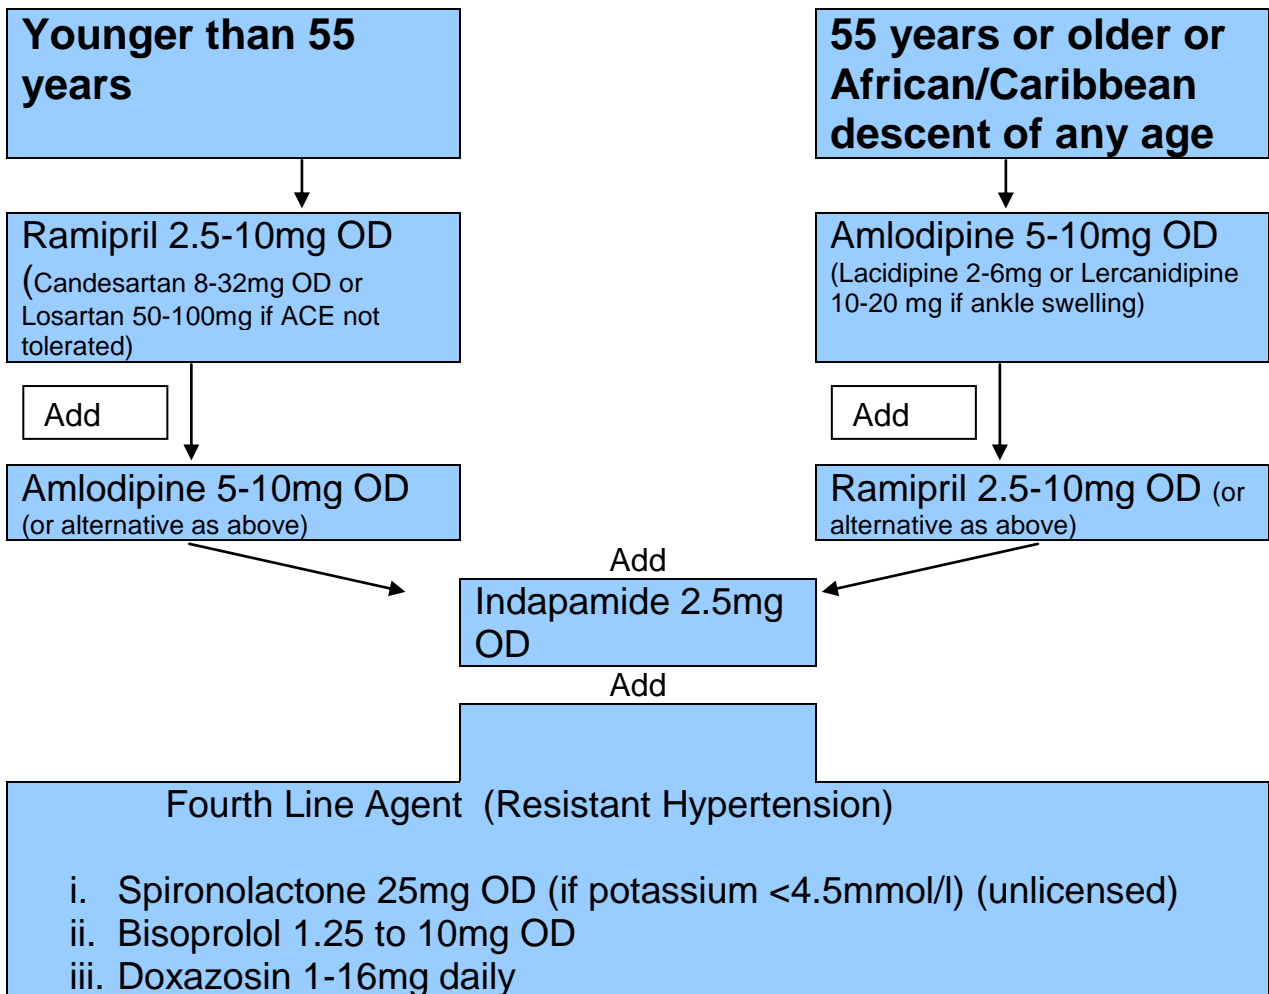 Younger than 55
years
55 years or older or
African/Caribbean
descent of any age
Ramipril 2.5-10mg OD
(Candesartan 8-32mg OD or
Losartan 50-100mg if ACE not
tolerated)
Amlodipine 5-10mg OD
(Lacidipine 2-6mg or Lercanidipine
10-20 mg if ankle swelling)
Add
Add
Amlodipine 5-10mg OD
(or alternative as above)
Ramipril 2.5-10mg OD (or
alternative as above)
Add
Indapamide 2.5mg
OD
Add
Fourth Line Agent (Resistant Hypertension)
i. Spironolactone 25mg OD (if potassium <4.5mmol/l) (unlicensed)
ii. Bisoprolol 1.25 to 10mg OD
iii. Doxazosin 1-16mg daily